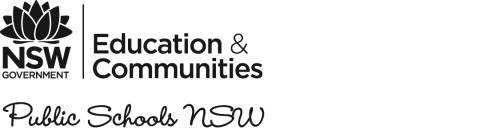 NSW
GOVERNMENT
Education &
Communities
Public Schools NSW